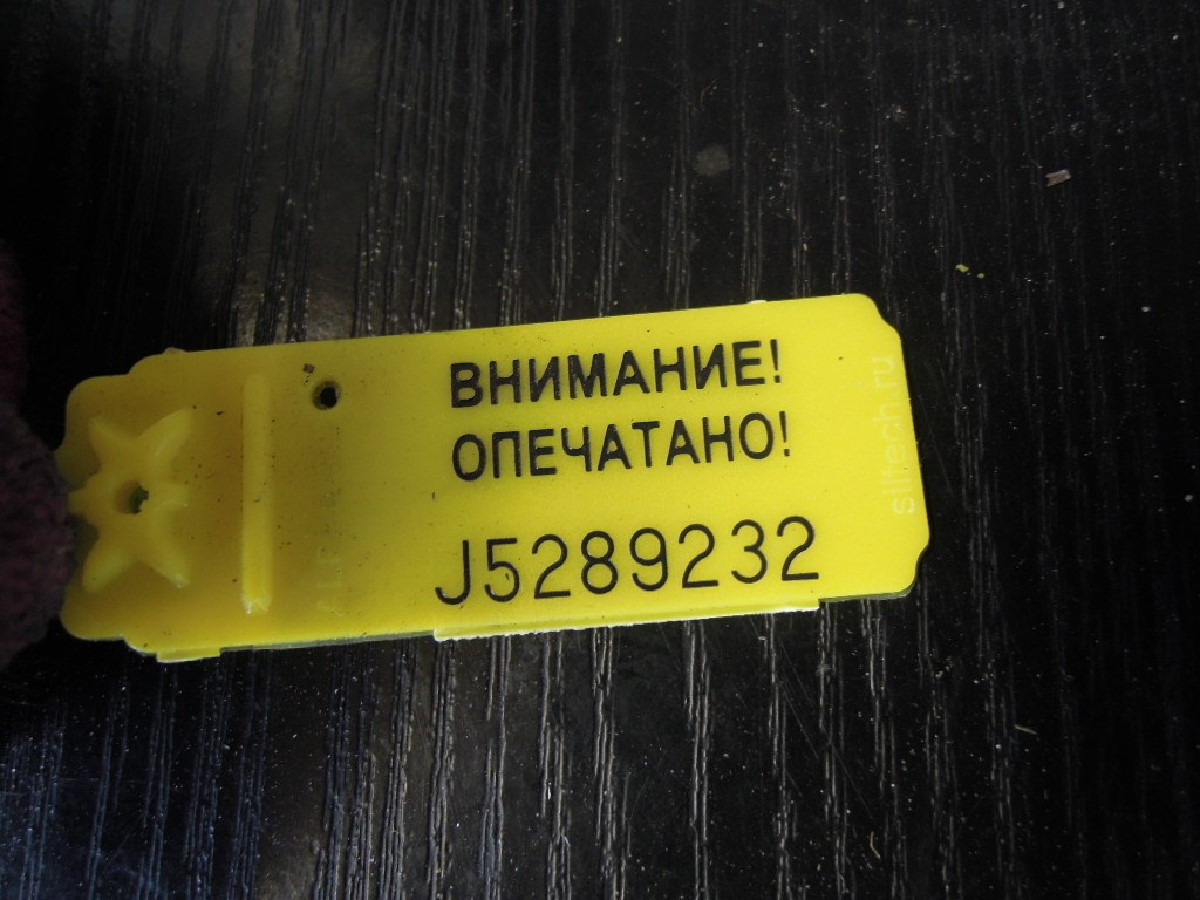 ВНИМАНИЕ!
ОПЕЧАТАНО!
J5289232
siltech.ru